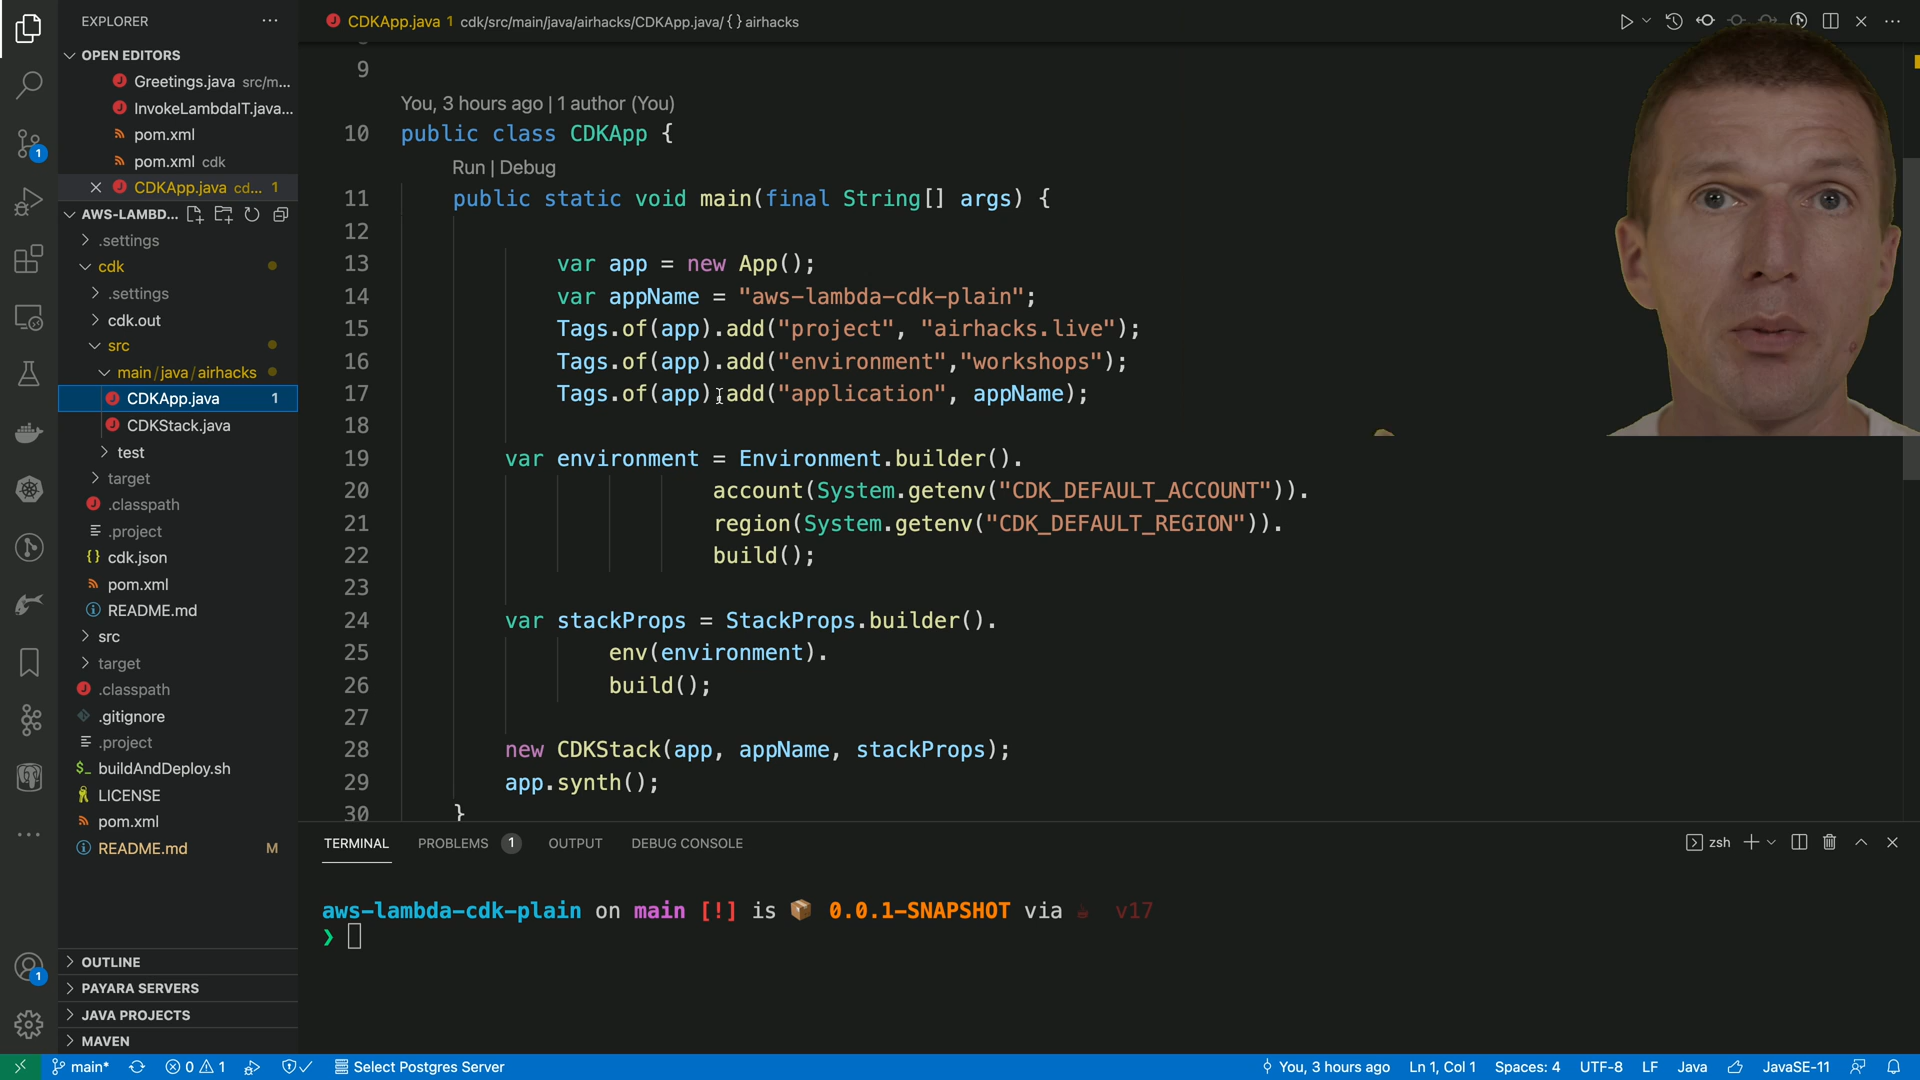 EXPLORER
OPEN EDITORS
Greetings.java src/m...
InvokeLambdaIT.java...
pom.xml
pom.xml cdk
CDKApp.java cd... 1
AWS-LAMBD...
.settings
cdk
.settings
cdk.out
src
main/java/airhacks
CDKApp.java 1
CDKStack.java
test
target
.classpath
.project
cdk.json
pom.xml
README.md
src
target
.classpath
.gitignore
.project
buildAndDeploy.sh
LICENSE
pom.xml
README.md M
OUTLINE
PAYARA SERVERS
JAVA PROJECTS
MAVEN
CDKApp.java 1 cdk/src/main/java/airhacks/CDKApp.java/ {} airhacks
9
You, 3 hours ago | 1 author (You)
10 public class CDKApp {
Run | Debug
11 public static void main(final String[] args) {
12
13 var app = new App();
14 var appName = "aws-lambda-cdk-plain";
15 Tags.of(app).add("project", "airhacks.live");
16 Tags.of(app).add("environment","workshops");
17 Tags.of(app).add("application", appName);
18
19 var environment = Environment.builder().
20 account(System.getenv("CDK_DEFAULT_ACCOUNT")).
21 region(System.getenv("CDK_DEFAULT_REGION")).
22 build();
23
24 var stackProps = StackProps.builder().
25 env(environment).
26 build();
27
28 new CDKStack(app, appName, stackProps);
29 app.synth();
30 }
TERMINAL PROBLEMS 1 OUTPUT DEBUG CONSOLE
zsh
aws-lambda-cdk-plain on main [!] is 0.0.1-SNAPSHOT via v17
❯
1
1
main* 0 1 Select Postgres Server You, 3 hours ago Ln 1, Col 1 Spaces: 4 UTF-8 LF Java JavaSE-11